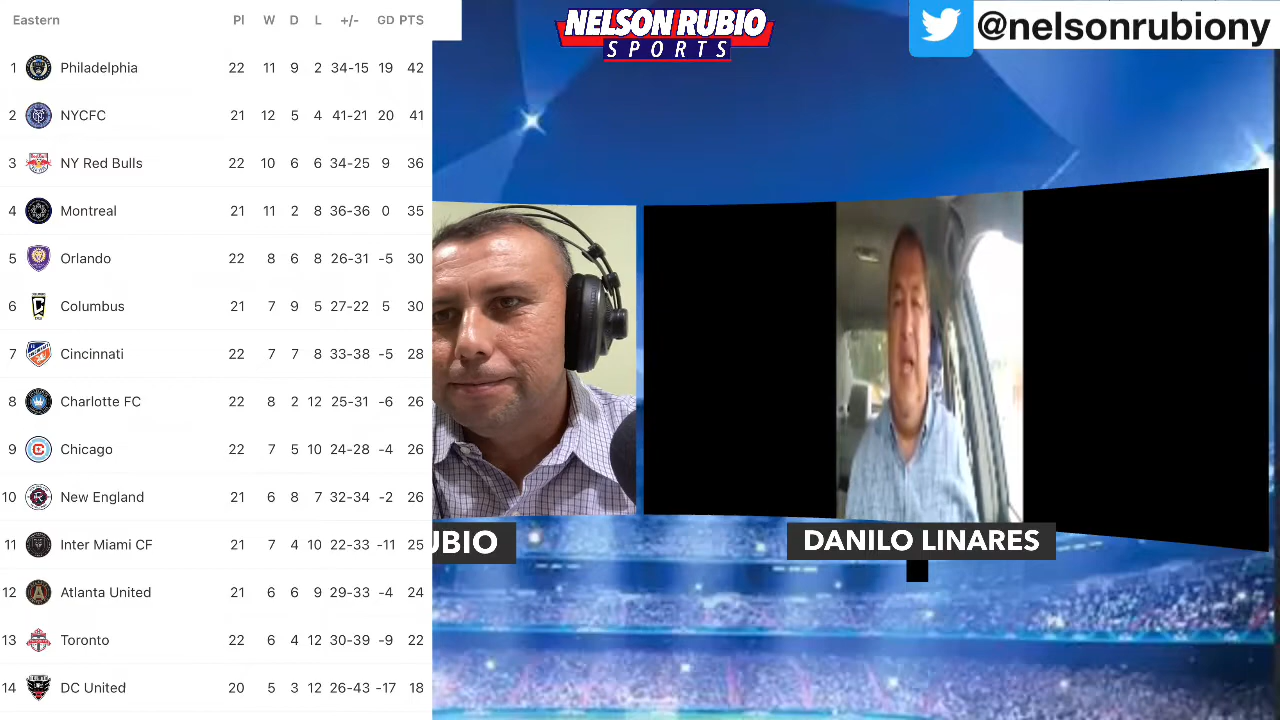 Eastern Pl W D L +/- GD PTS
1 Philadelphia 22 11 9 2 34-15 19 42
2 NYCFC 21 12 5 4 41-21 20 41
3 NY Red Bulls 22 10 6 6 34-25 9 36
4 Montreal 21 11 2 8 36-36 0 35
5 Orlando 22 8 6 8 26-31 -5 30
6 Columbus 21 7 9 5 27-22 5 30
7 Cincinnati 22 7 7 8 33-38 -5 28
8 Charlotte FC 22 8 2 12 25-31 -6 26
9 Chicago 22 7 5 10 24-28 -4 26
10 New England 21 6 8 7 32-34 -2 26
11 Inter Miami CF 21 7 4 10 22-33 -11 25
12 Atlanta United 21 6 6 9 29-33 -4 24
13 Toronto 22 6 4 12 30-39 -9 22
14 DC United 20 5 3 12 26-43 -17 18
NELSON RUBIO
SPORTS
@nelsonrubiony
UBIO
DANILO LINARES